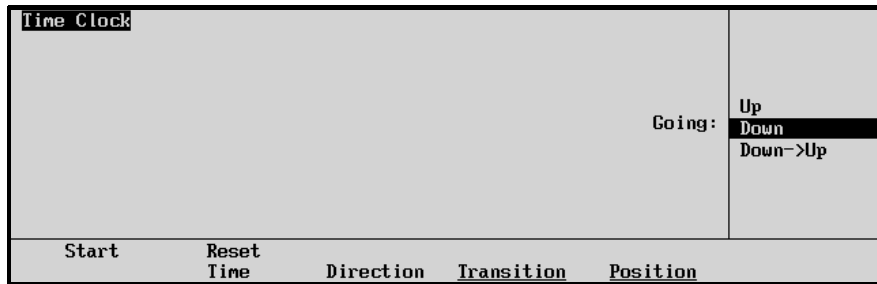 Time Clock
Going:
Up
Down
Down->Up
Start
Reset
Time
Direction
Transition
Position